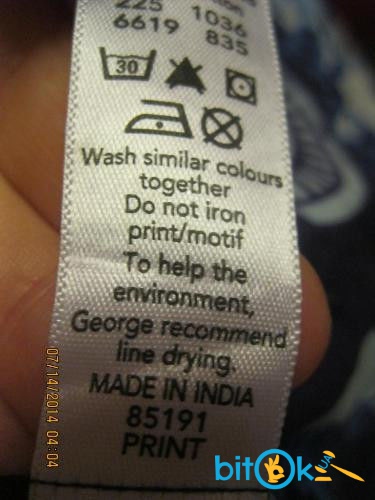 225 1036
6619 835
30
Wash similar colours
together
Do not iron
print/motif
To help the
environment,
George recommend
line drying.
MADE IN INDIA
85191
PRINT
07/14/2014 04:04
bitOk
UA